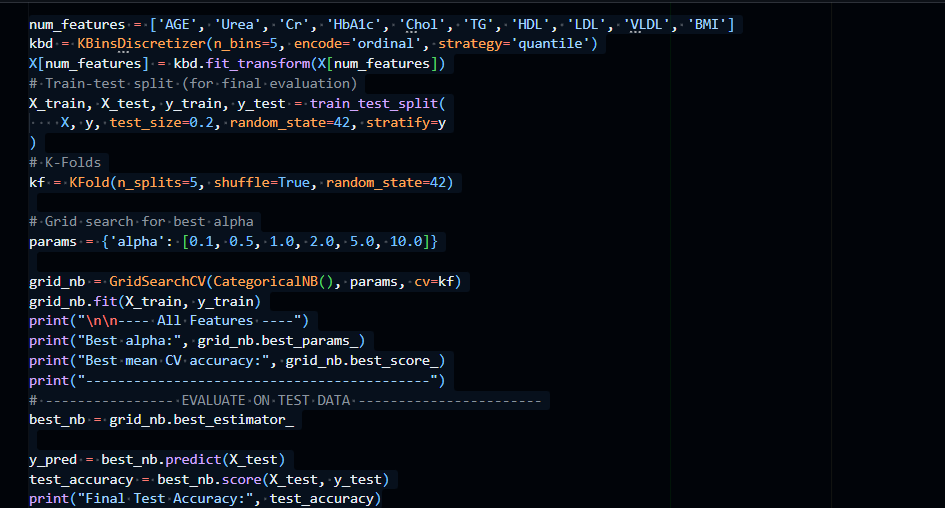 num_features = ['AGE', 'Urea', 'Cr', 'HbA1c', 'Chol', 'TG', 'HDL', 'LDL', 'VLDL', 'BMI']
kbd = KBinsDiscretizer(n_bins=5, encode='ordinal', strategy='quantile')
X[num_features] = kbd.fit_transform(X[num_features])
# Train-test split (for final evaluation)
X_train, X_test, y_train, y_test = train_test_split(
    X, y, test_size=0.2, random_state=42, stratify=y
)
# K-Folds
kf = KFold(n_splits=5, shuffle=True, random_state=42)
# Grid search for best alpha
params = {'alpha': [0.1, 0.5, 1.0, 2.0, 5.0, 10.0]}
grid_nb = GridSearchCV(CategoricalNB(), params, cv=kf)
grid_nb.fit(X_train, y_train)
print("\n\n---- All Features ----")
print("Best alpha:", grid_nb.best_params_)
print("Best mean CV accuracy:", grid_nb.best_score_)
print("-------------------------------------------")
# ---------------- EVALUATE ON TEST DATA -----------------------
best_nb = grid_nb.best_estimator_
y_pred = best_nb.predict(X_test)
test_accuracy = best_nb.score(X_test, y_test)
print("Final Test Accuracy:", test_accuracy)